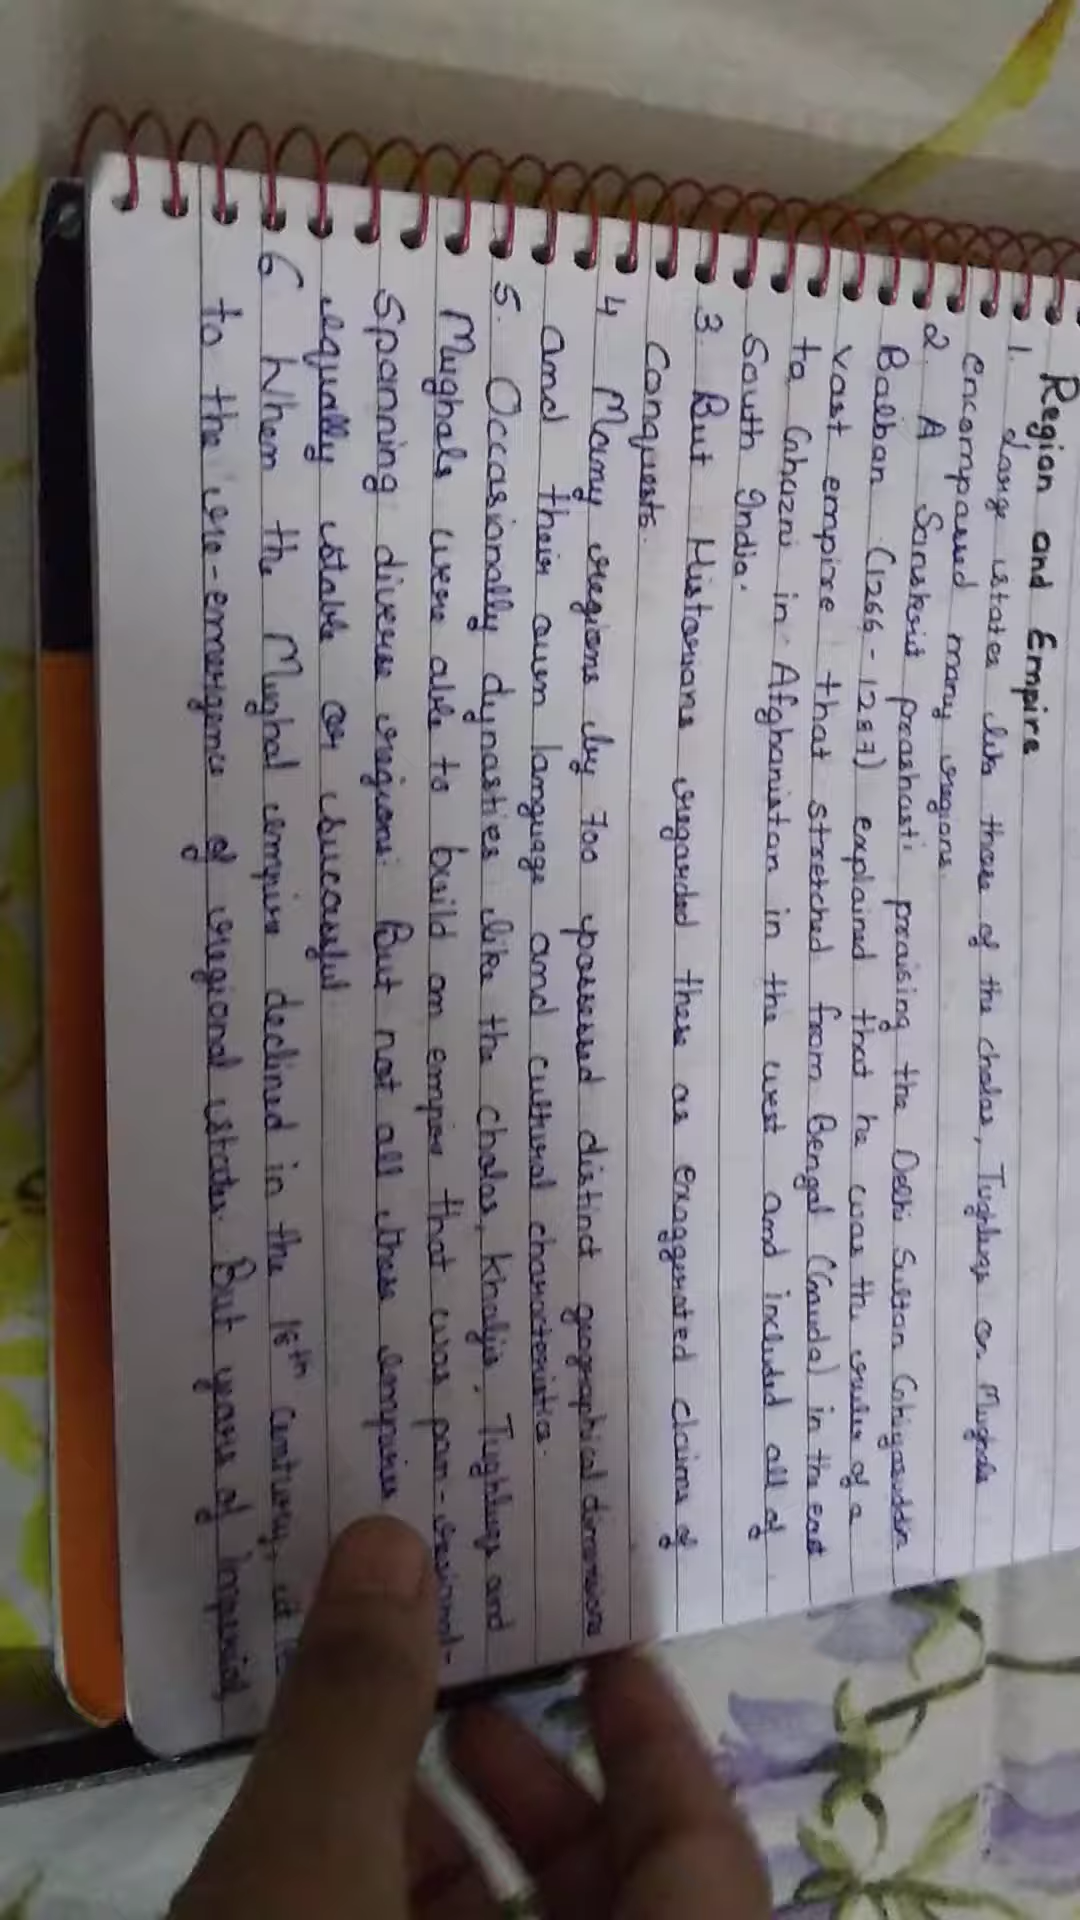 Region and Empire
1. Large states like those of the cholas, Tughluqs or Mughals
encompassed many regions.
2. A Sanskrit prashasti praising the Delhi Sultan Ghiyasuddin
Balban (1266-1287) explained that he was the ruler of a
vast empire that stretched from Bengal (Gauda) in the east
to Ghazni in Afghanistan in the west and included all of
South India.
3. But Historians regarded these as exaggerated claims of
Conquests.
4 Many regions by 700 possessed distinct geographical dimensions
and their own language and cultural characteristics.
5. Occassionally dynasties like the cholas, khaljis, Tughluqs and
Mughals were able to build an empire that was pan-regional-
Spanning diverse regions. But not all these empires
equally stable or successful.
6 When the Mughal empire declined in the 18th century, it
to the re-emergence of regional states. But years of imperial